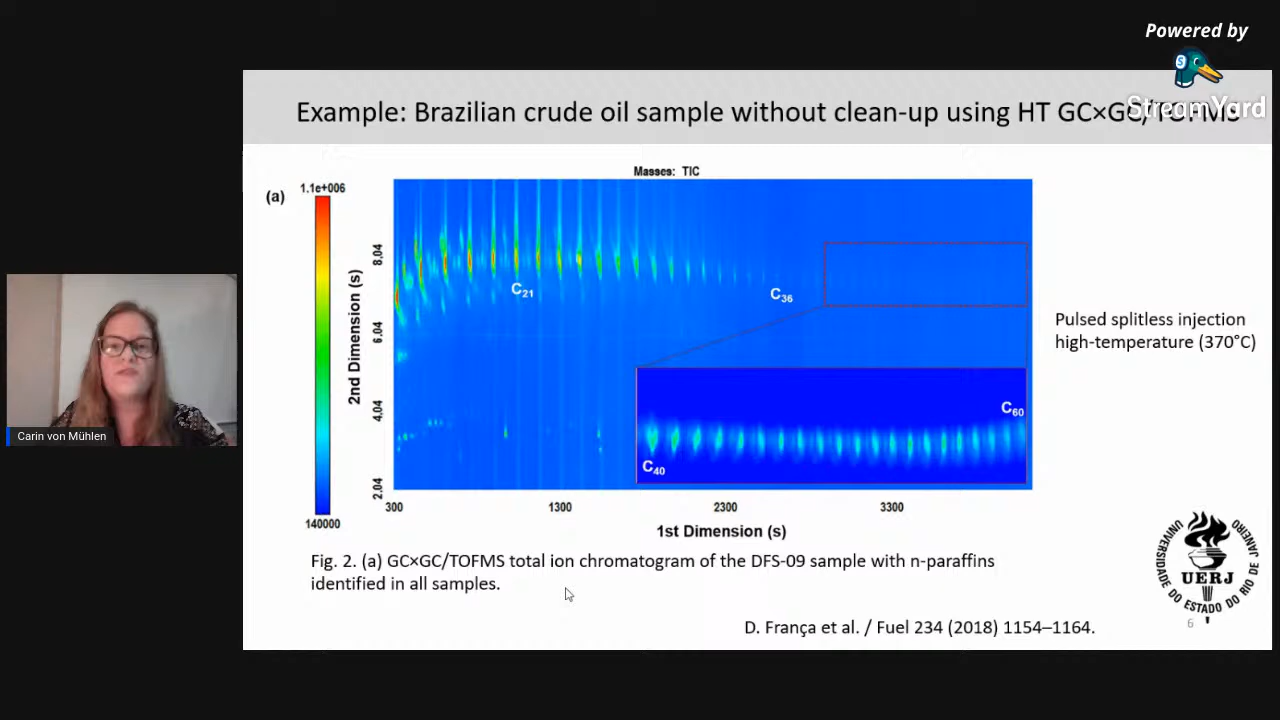 Powered by
StreamYard
Example: Brazilian crude oil sample without clean-up using HT GC×GC/TOFMS
Masses: TIC
(a)
1.1e+006
140000
2nd Dimension (s)
8,04
6,04
4,04
2,04
C21
C36
C40
C60
300
1300
2300
3300
1st Dimension (s)
Pulsed splitless injection
high-temperature (370°C)
Carin von Mühlen
Fig. 2. (a) GC×GC/TOFMS total ion chromatogram of the DFS-09 sample with n-paraffins
identified in all samples.
D. França et al. / Fuel 234 (2018) 1154–1164.
UNIVERSIDADE DO ESTADO DO RIO DE JANEIRO
UERJ
6